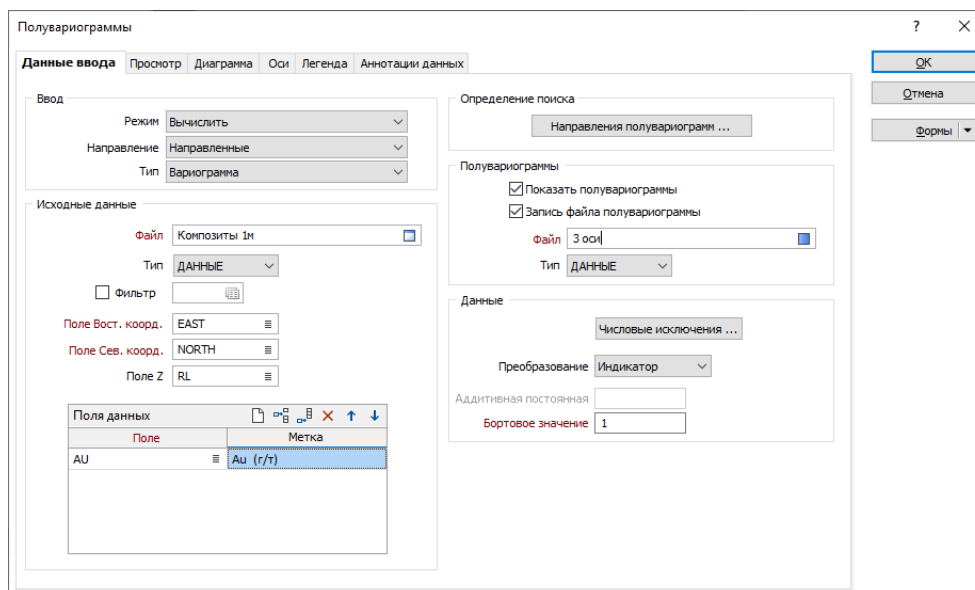 Полувариограммы
? ×
Данные ввода Просмотр Диаграмма Оси Легенда Аннотации данных
Ввод
Режим Вычислить
Направление Направленные
Тип Вариограмма
Исходные данные
Файл Композиты 1м
Тип ДАННЫЕ
Фильтр
Поле Вост. коорд. EAST
Поле Сев. коорд. NORTH
Поле Z RL
Поля данных
Поле Метка
AU Au (г/т)
Определение поиска
Направления полувариограмм ...
Полувариограммы
Показать полувариограммы
Запись файла полувариограммы
Файл 3 оси
Тип ДАННЫЕ
Данные
Числовые исключения ...
Преобразование Индикатор
Аддитивная постоянная
Бортовое значение 1
OK
Отмена
Формы